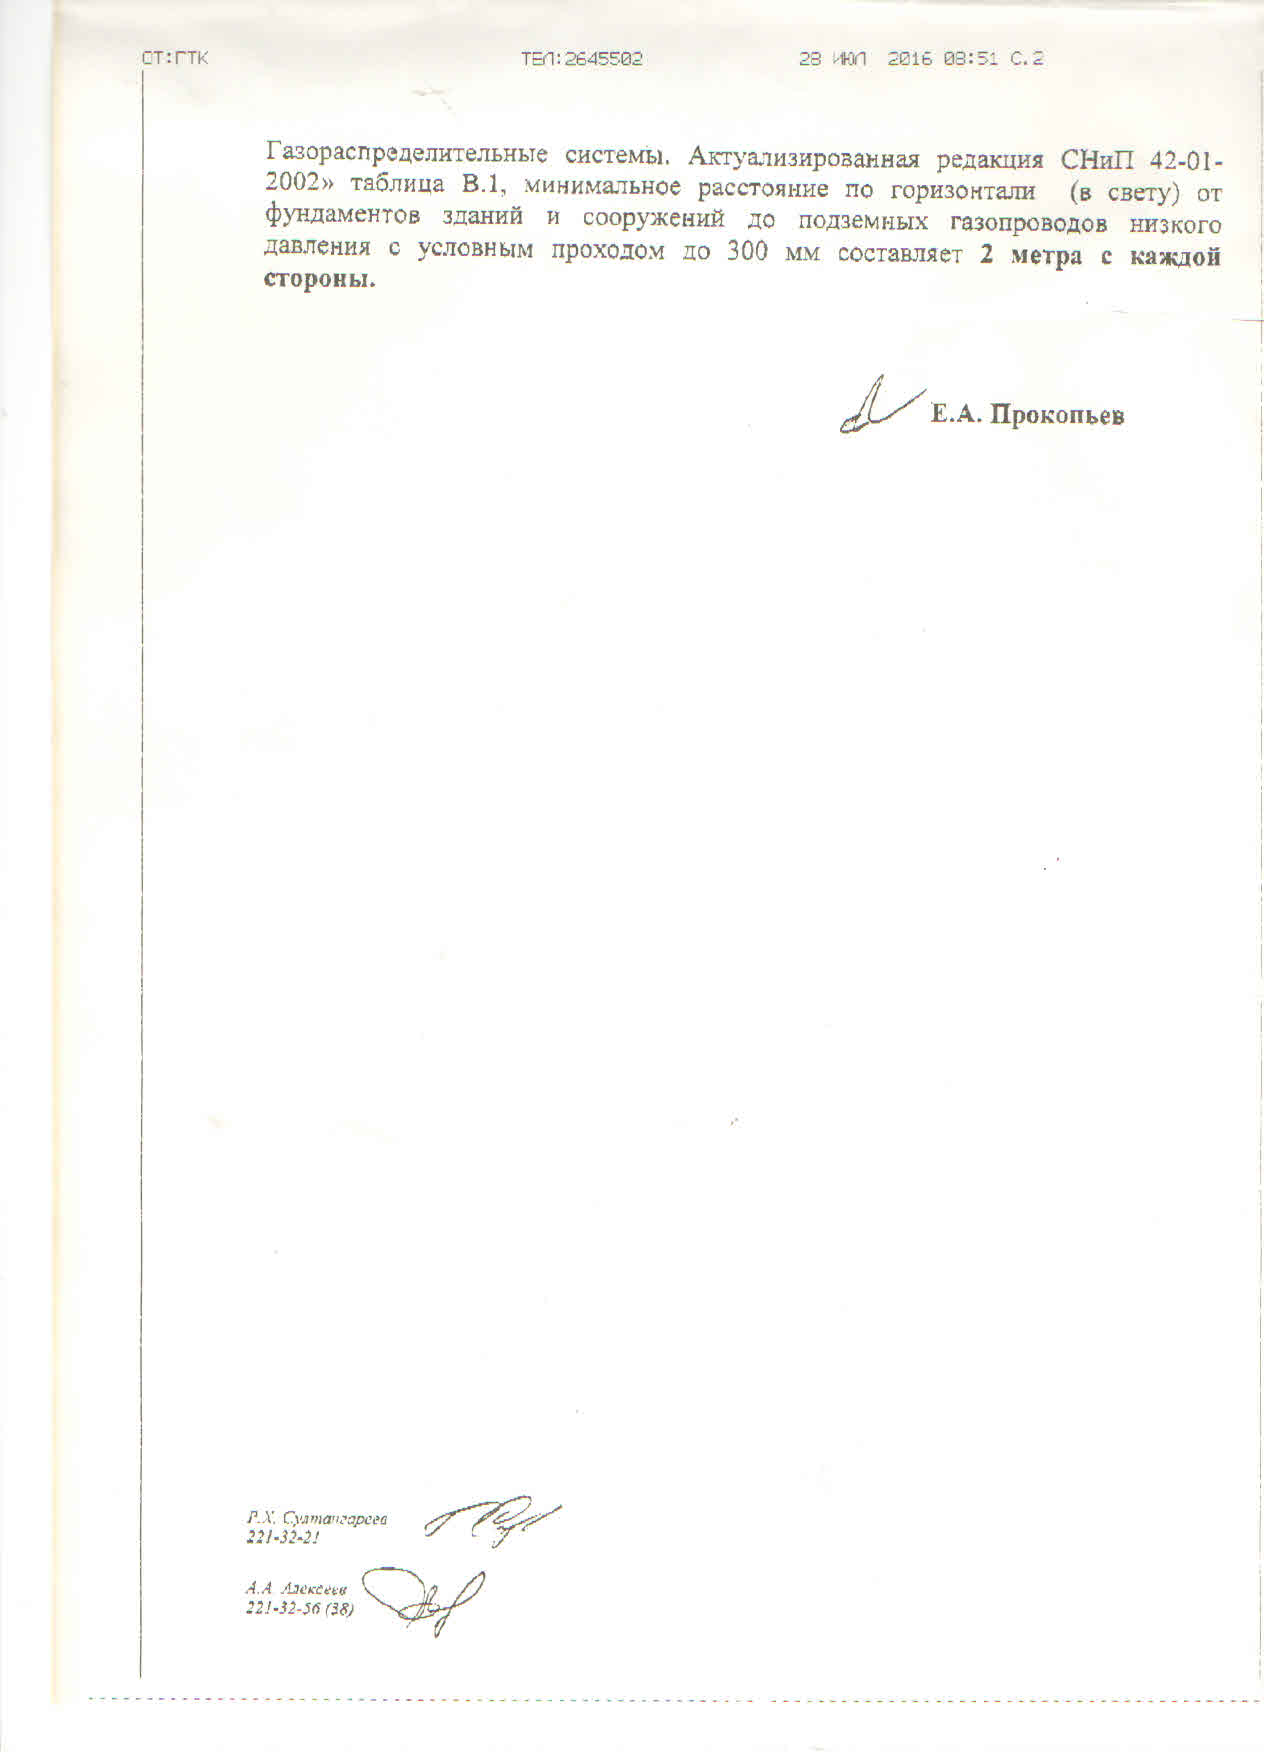 СТ:ГТК ТЕЛ:2645502 28 ИЮЛ 2016 08:51 С.2
Газораспределительные системы. Актуализированная редакция СНиП 42-01-
2002» таблица В.1, минимальное расстояние по горизонтали (в свету) от
фундаментов зданий и сооружений до подземных газопроводов низкого
давления с условным проходом до 300 мм составляет 2 метра с каждой
стороны.
Е.А. Прокопьев
Р.Х. Султангареев
221-32-21
А.А. Алексеев
221-32-56 (38)